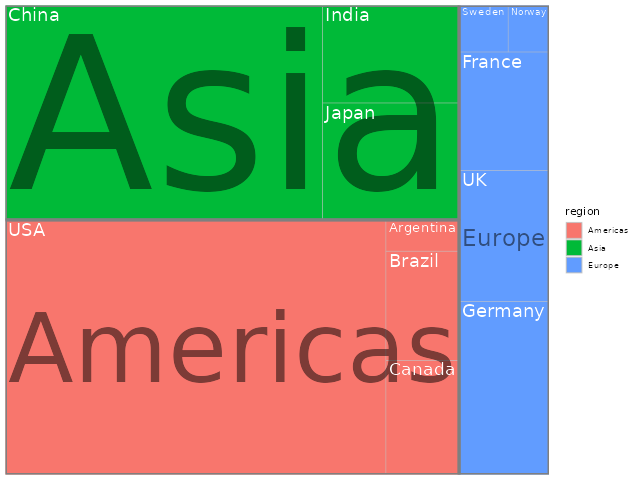 China
India
Japan
Asia
USA
Argentina
Brazil
Canada
Americas
Sweden
Norway
France
UK
Europe
Germany
region
Americas
Asia
Europe